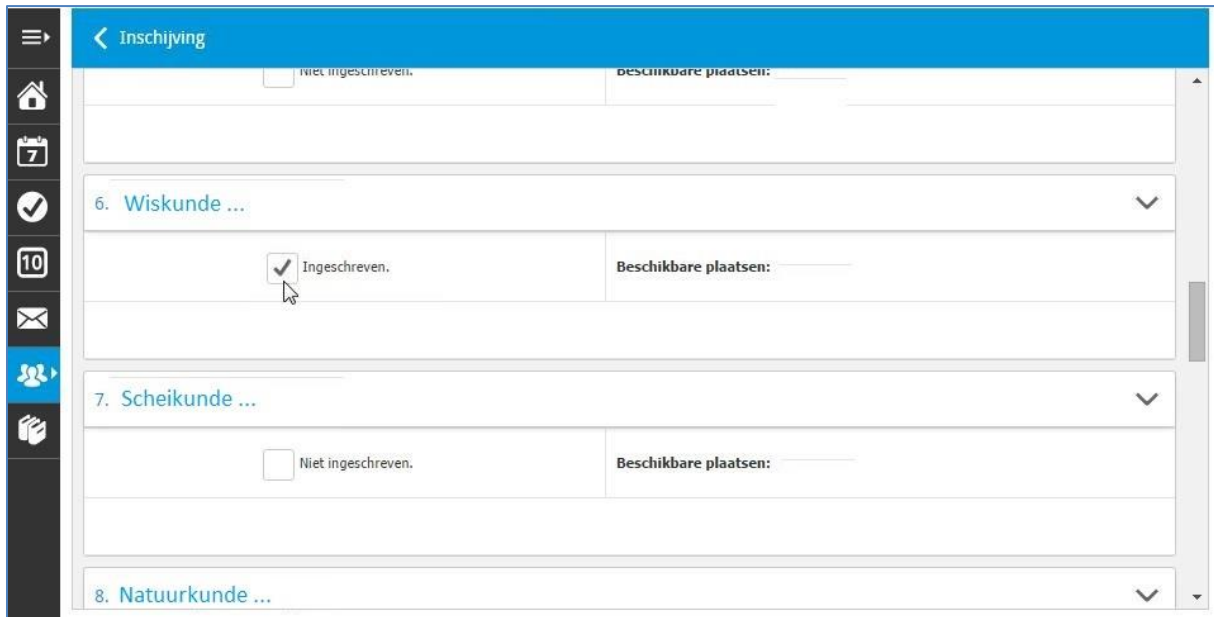 Inschijving
Niet ingeschreven. Beschikbare plaatsen:
6. Wiskunde ...
Ingeschreven. Beschikbare plaatsen:
7. Scheikunde ...
Niet ingeschreven. Beschikbare plaatsen:
8. Natuurkunde ...
7
10